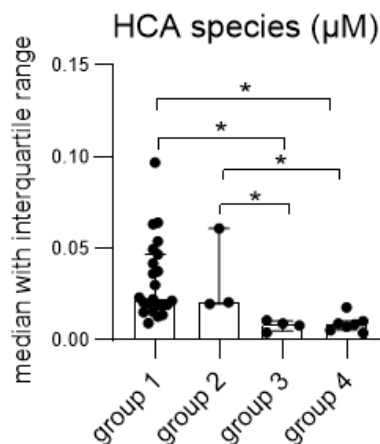 HCA species (µM)
median with interquartile range
0.15
0.10
0.05
0.00
*
*
*
*
group 1
group 2
group 3
group 4